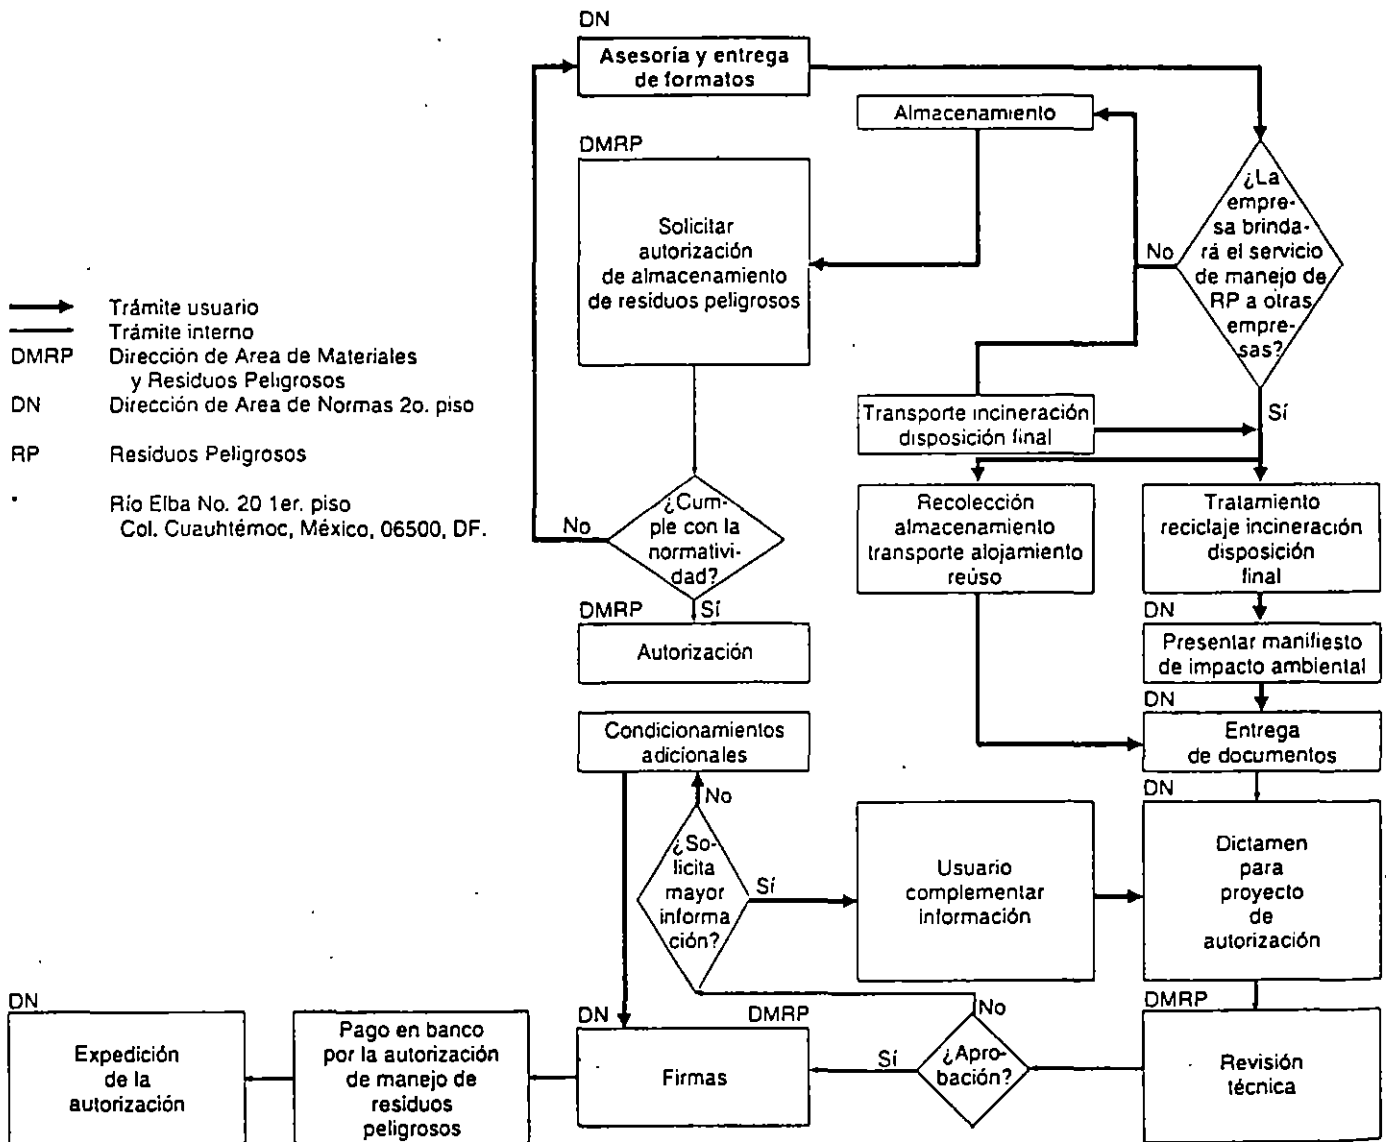 DN
Asesoría y entrega
de formatos
Almacenamiento
DMRP
Solicitar
autorización
de almacenamiento
de residuos peligrosos
¿La
empre-
sa brinda-
rá el servicio
de manejo de
RP a otras
empre-
sas?
No
Sí
Trámite usuario
Trámite interno
DMRP Dirección de Area de Materiales
y Residuos Peligrosos
DN Dirección de Area de Normas 2o. piso
RP Residuos Peligrosos
Río Elba No. 20 1er. piso
Col. Cuauhtémoc, México, 06500, DF.
Transporte incineración
disposición final
Recolección
almacenamiento
transporte alojamiento
reúso
Tratamiento
reciclaje incineración
disposición
final
¿Cum-
ple con la
normativi-
dad?
No
Sí
DMRP
Autorización
DN
Presentar manifiesto
de impacto ambiental
DN
Entrega
de documentos
Condicionamientos
adicionales
No
¿So-
licita
mayor
informa
ción?
Sí
Usuario
complementar
información
DN
Dictamen
para
proyecto
de
autorización
DMRP
Revisión
técnica
No
¿Apro-
bación?
Sí
DMRP
DN
Firmas
Pago en banco
por la autorización
de manejo de
residuos
peligrosos
DN
Expedición
de la
autorización